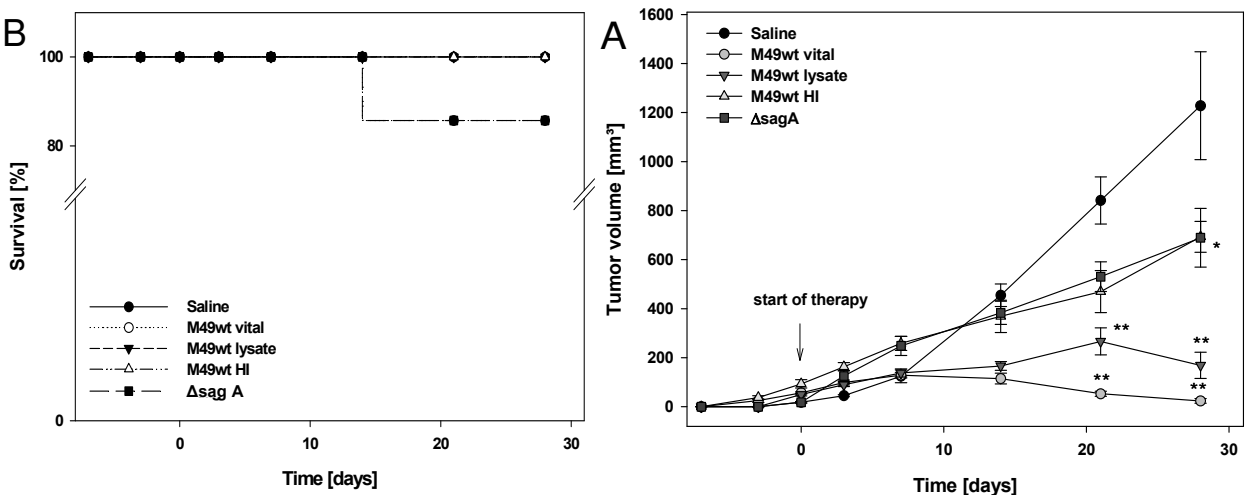 B
Survival [%]
100
80
0
Saline
M49wt vital
M49wt lysate
M49wt HI
Δsag A
0
10
20
30
Time [days]
A
Tumor volume [mm³]
1600
1400
1200
1000
800
600
400
200
0
Saline
M49wt vital
M49wt lysate
M49wt HI
ΔsagA
start of therapy
*
**
**
**
**
0
10
20
30
Time [days]